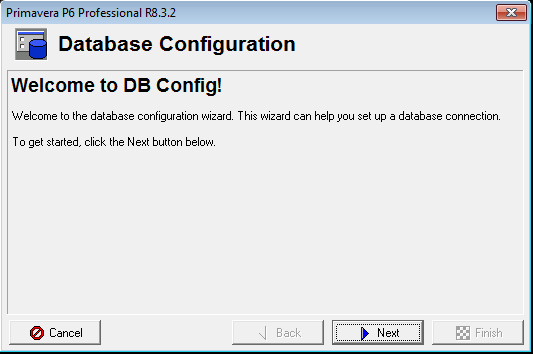 Primavera P6 Professional R8.3.2
Database Configuration
Welcome to DB Config!
Welcome to the database configuration wizard. This wizard can help you set up a database connection.
To get started, click the Next button below.
Cancel
Back
Next
Finish